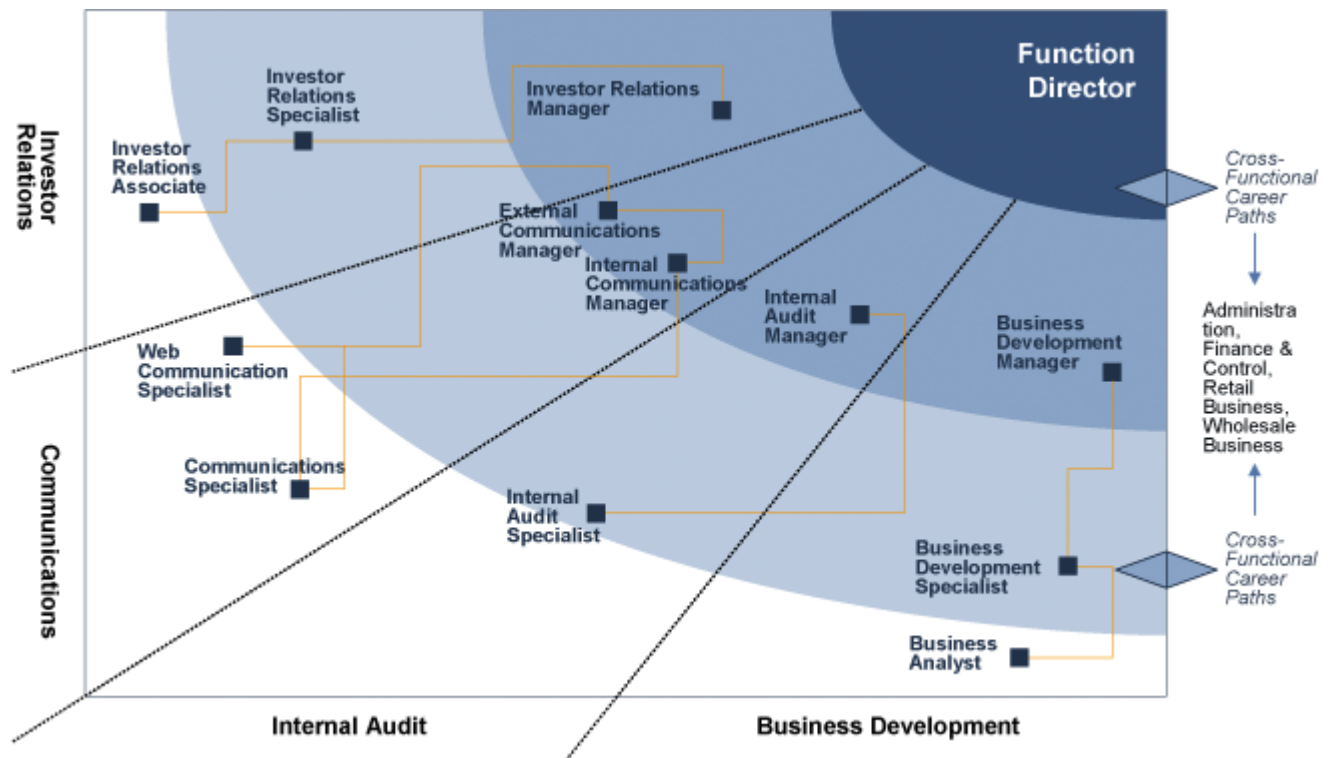 Function
Director
Investor
Relations
Specialist
Investor Relations
Manager
Investor
Relations
Investor
Relations
Associate
Cross-
Functional
Career
Paths
External
Communications
Manager
Internal
Communications
Manager
Internal
Audit
Manager
Business
Development
Manager
Administra
tion,
Finance &
Control,
Retail
Business,
Wholesale
Business
Web
Communication
Specialist
Communications
Communications
Specialist
Internal
Audit
Specialist
Business
Development
Specialist
Cross-
Functional
Career
Paths
Business
Analyst
Internal Audit
Business Development